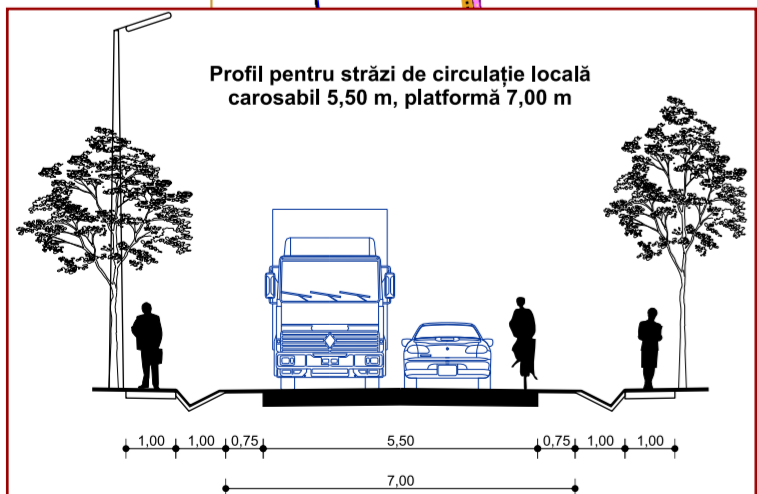 Profil pentru străzi de circulație locală
carosabil 5,50 m, platformă 7,00 m
1,00 1,00 0,75 5,50 0,75 1,00 1,00
7,00